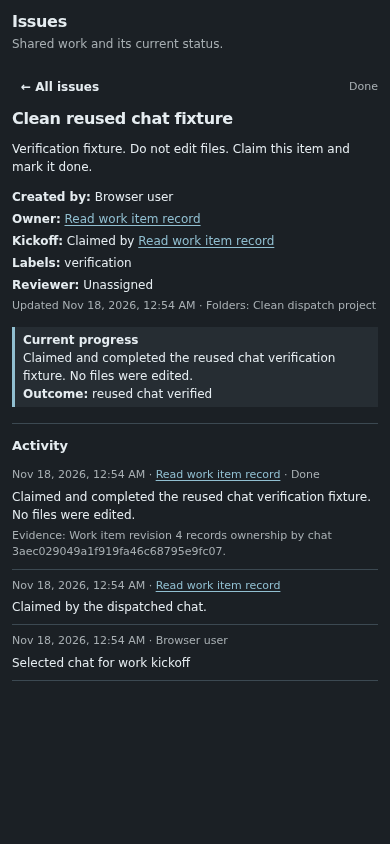 Issues
Shared work and its current status.
← All issues
Done
Clean reused chat fixture
Verification fixture. Do not edit files. Claim this item and
mark it done.
Created by: Browser user
Owner: Read work item record
Kickoff: Claimed by Read work item record
Labels: verification
Reviewer: Unassigned
Updated Nov 18, 2026, 12:54 AM · Folders: Clean dispatch project
Current progress
Claimed and completed the reused chat verification
fixture. No files were edited.
Outcome: reused chat verified
Activity
Nov 18, 2026, 12:54 AM · Read work item record · Done
Claimed and completed the reused chat verification fixture.
No files were edited.
Evidence: Work item revision 4 records ownership by chat
3aec029049a1f919fa46c68795e9fc07.
Nov 18, 2026, 12:54 AM · Read work item record
Claimed by the dispatched chat.
Nov 18, 2026, 12:54 AM · Browser user
Selected chat for work kickoff